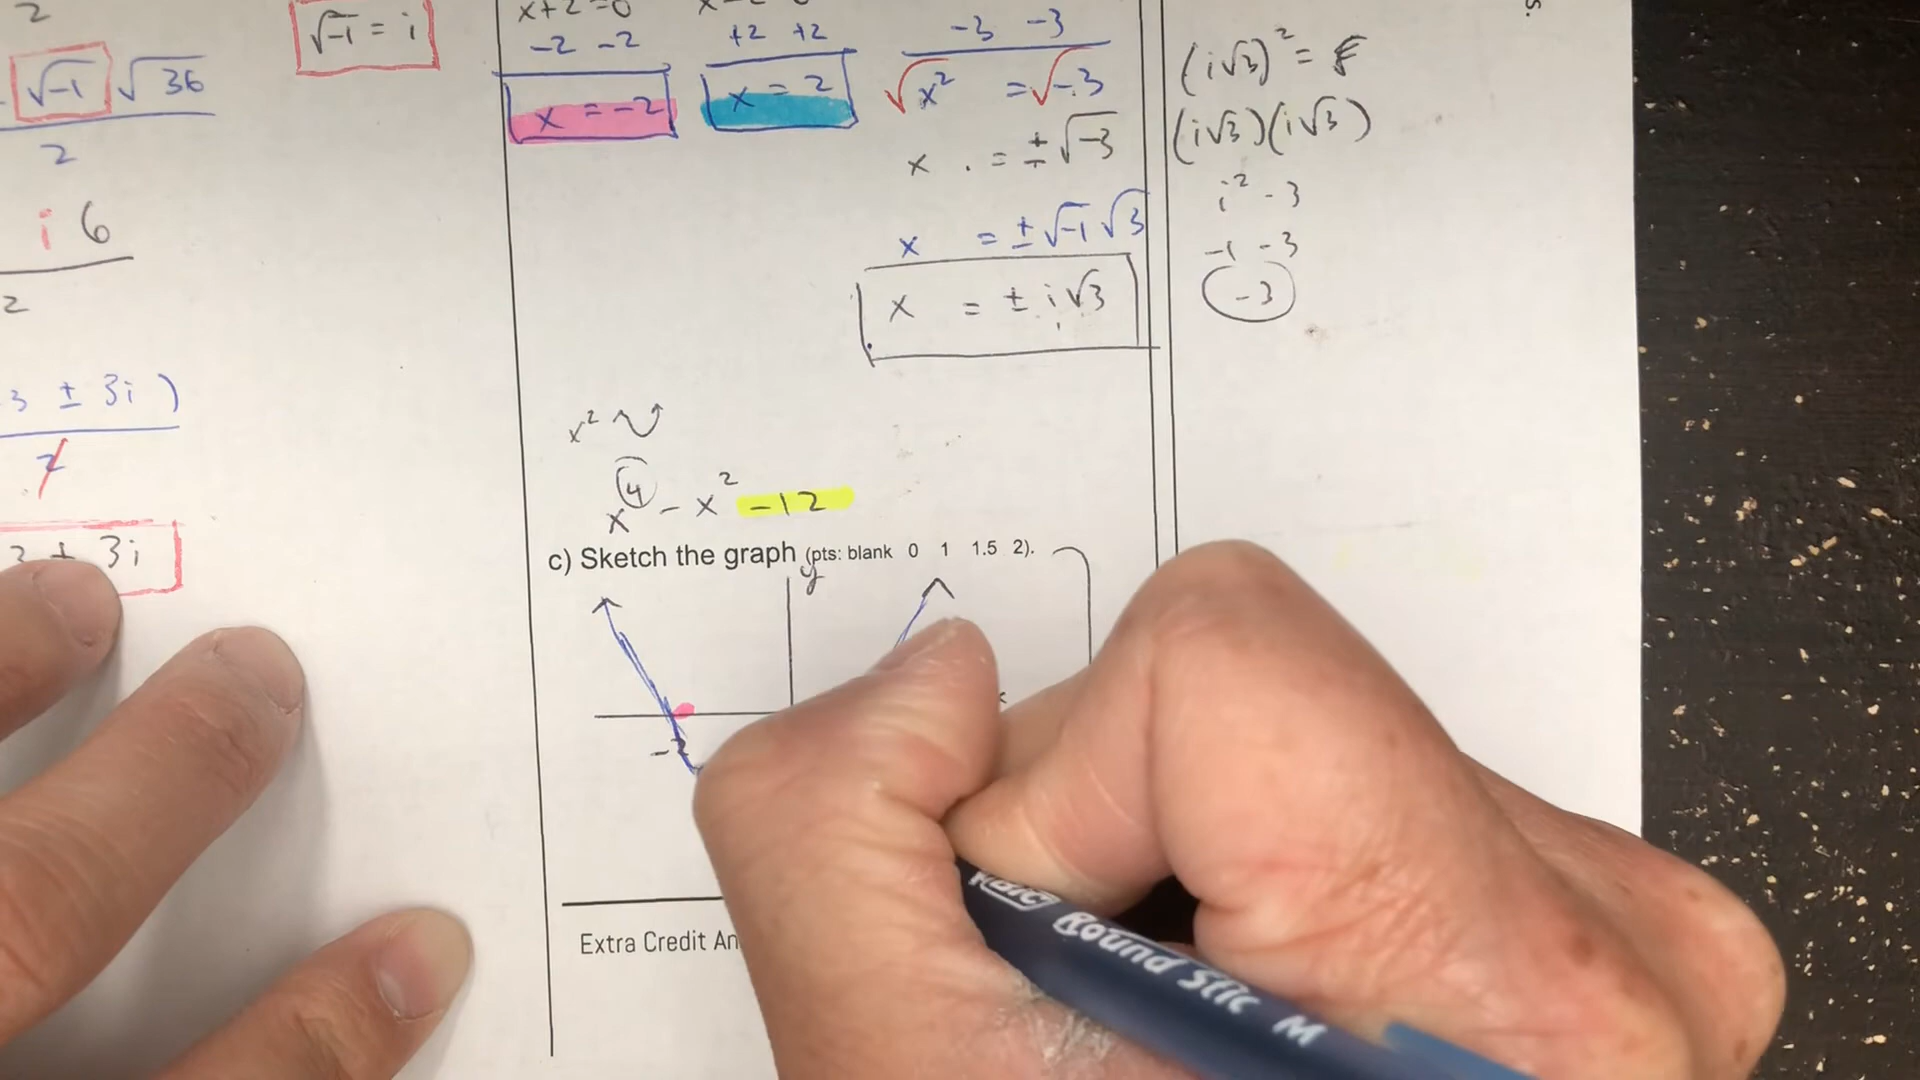 2
√-1 √36
2
i 6
2
3 ± 3i )
2
3i
√-1 = i
x+2=0
-2 -2
x = -2
+2 +2
x = 2
-3 -3
√x² = √-3
x = ± √-3
x = ± √-1 √3
x = ± i√3
(i√3)² =
(i√3)(i√3)
i² · 3
-1 · 3
-3
x²
x⁴ - x² -12
c) Sketch the graph (pts: blank 0 1 1.5 2).
y
-2
Extra Credit
BIC Round Stic M